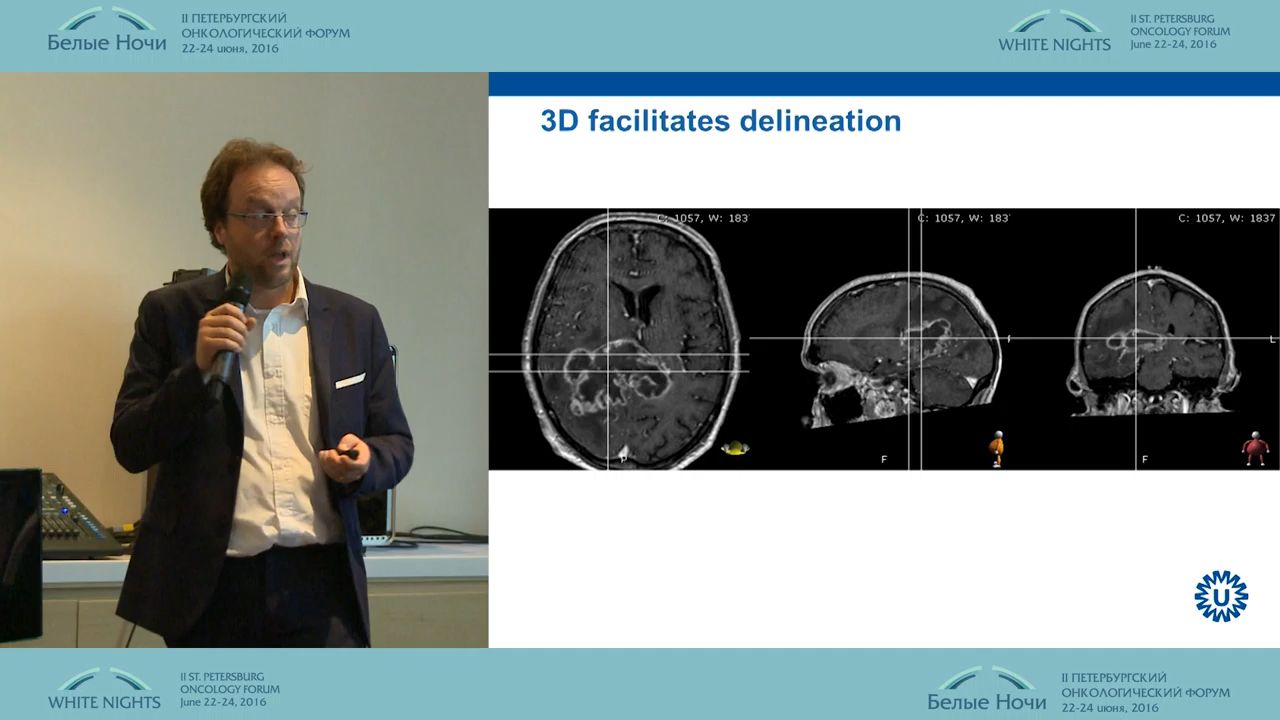 II ПЕТЕРБУРГСКИЙ
ОНКОЛОГИЧЕСКИЙ ФОРУМ
Белые Ночи
22-24 июня, 2016
II ST. PETERSBURG
ONCOLOGY FORUM
WHITE NIGHTS
June 22-24, 2016
3D facilitates delineation
C: 1057, W: 183
C: 1057, W: 183
C: 1057, W: 1837
L
P
F
F
U
II ST. PETERSBURG
ONCOLOGY FORUM
WHITE NIGHTS
June 22-24, 2016
II ПЕТЕРБУРГСКИЙ
ОНКОЛОГИЧЕСКИЙ ФОРУМ
Белые Ночи
22-24 июня, 2016